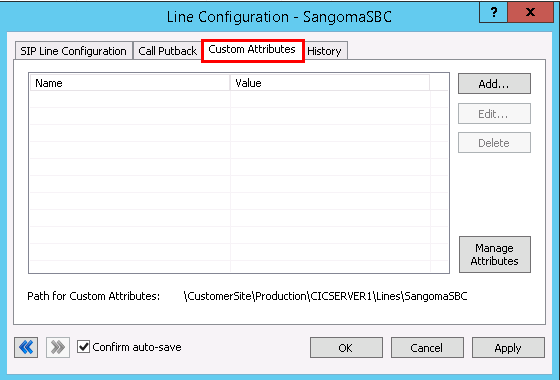 Line Configuration - SangomaSBC
? X
SIP Line Configuration Call Putback Custom Attributes History
Name Value
Add...
Edit...
Delete
Manage
Attributes
Path for Custom Attributes: \CustomerSite\Production\CICSERVER1\Lines\SangomaSBC
Confirm auto-save OK Cancel Apply